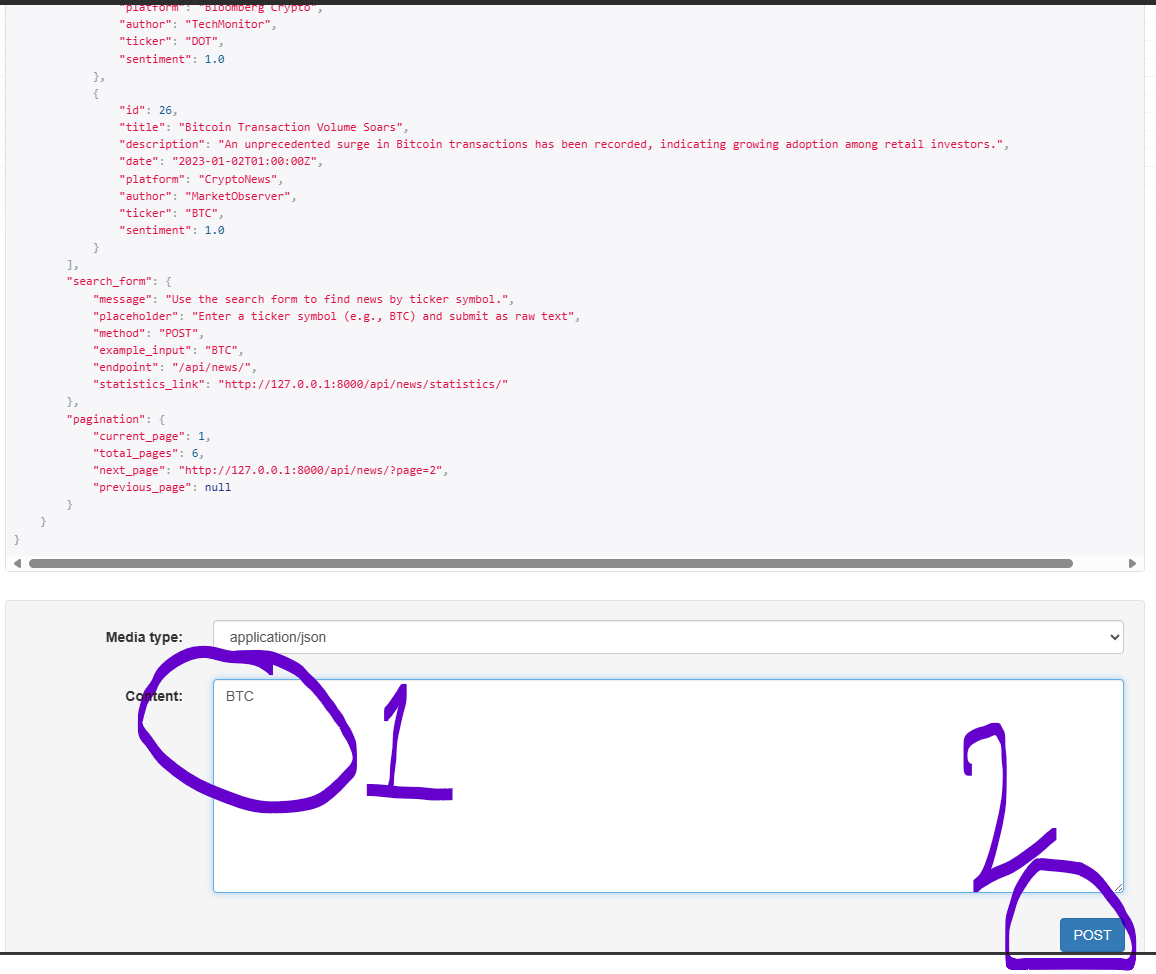 "platform": "Bloomberg Crypto",
"author": "TechMonitor",
"ticker": "DOT",
"sentiment": 1.0
},
{
"id": 26,
"title": "Bitcoin Transaction Volume Soars",
"description": "An unprecedented surge in Bitcoin transactions has been recorded, indicating growing adoption among retail investors.",
"date": "2023-01-02T01:00:00Z",
"platform": "CryptoNews",
"author": "MarketObserver",
"ticker": "BTC",
"sentiment": 1.0
}
],
"search_form": {
"message": "Use the search form to find news by ticker symbol.",
"placeholder": "Enter a ticker symbol (e.g., BTC) and submit as raw text",
"method": "POST",
"example_input": "BTC",
"endpoint": "/api/news/",
"statistics_link": "http://127.0.0.1:8000/api/news/statistics/"
},
"pagination": {
"current_page": 1,
"total_pages": 6,
"next_page": "http://127.0.0.1:8000/api/news/?page=2",
"previous_page": null
}
}
}
Media type: application/json
Content: BTC
1
2
POST